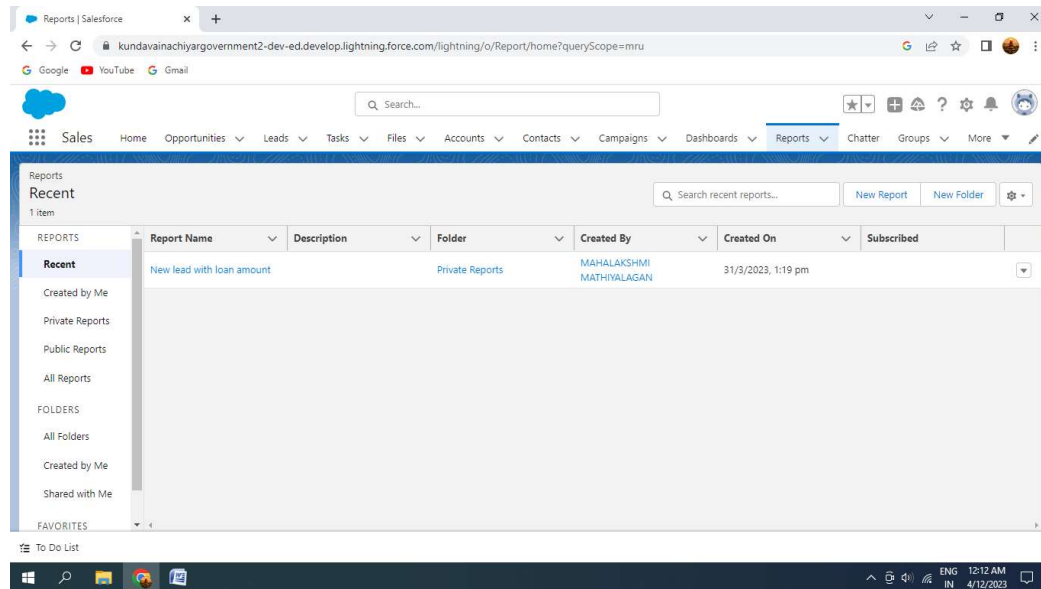 Reports | Salesforce
kundavainachiyargovernment2-dev-ed.develop.lightning.force.com/lightning/o/Report/home?queryScope=mru
Google YouTube Gmail
Search...
Sales Home Opportunities Leads Tasks Files Accounts Contacts Campaigns Dashboards Reports Chatter Groups More
Reports
Recent
1 item
Search recent reports...
New Report New Folder
REPORTS
Recent
Created by Me
Private Reports
Public Reports
All Reports
FOLDERS
All Folders
Created by Me
Shared with Me
FAVORITES
Report Name Description Folder Created By Created On Subscribed
New lead with loan amount Private Reports MAHALAKSHMI
MATHIYALAGAN 31/3/2023, 1:19 pm
To Do List
ENG 12:12 AM
IN 4/12/2023